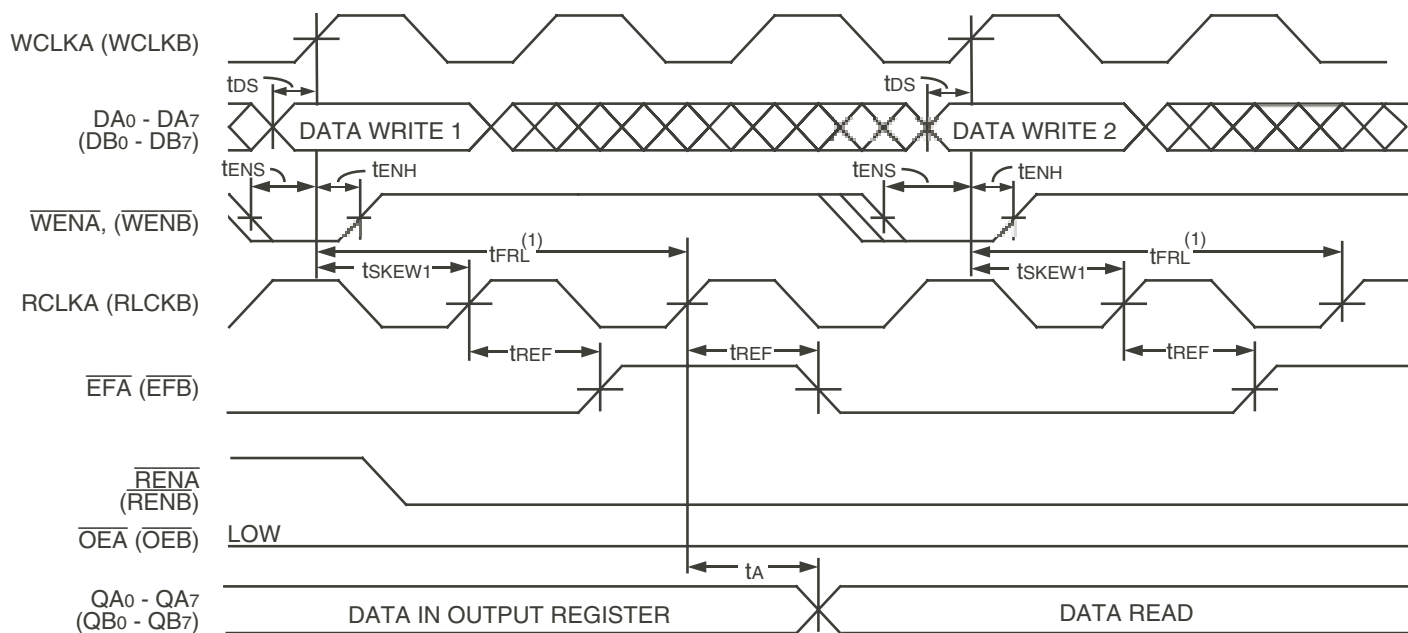 WCLKA (WCLKB)
tDS
tDS
DA0 - DA7
(DB0 - DB7)
DATA WRITE 1
DATA WRITE 2
tENS
tENH
tENS
tENH
WENA, (WENB)
tFRL(1)
tFRL(1)
tSKEW1
tSKEW1
RCLKA (RLCKB)
tREF
tREF
tREF
EFA (EFB)
RENA
(RENB)
OEA (OEB)
LOW
tA
QA0 - QA7
(QB0 - QB7)
DATA IN OUTPUT REGISTER
DATA READ